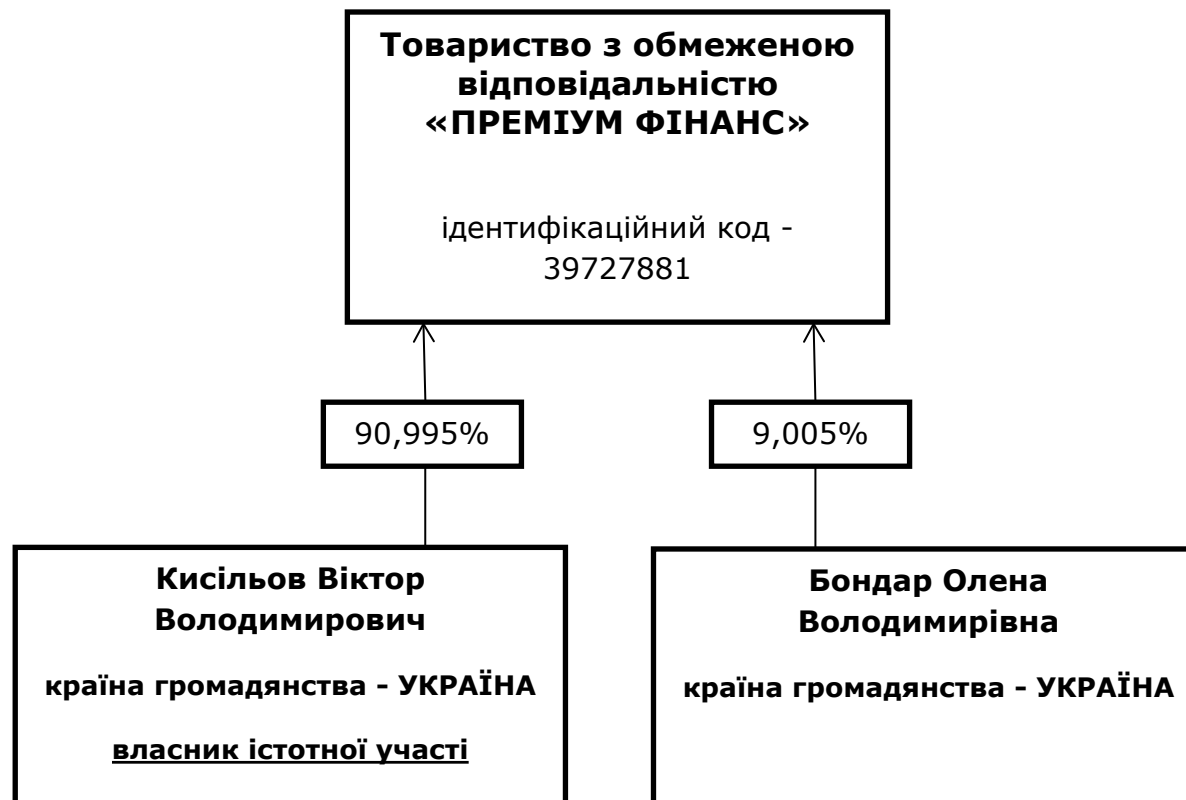 Товариство з обмеженою
відповідальністю
«ПРЕМІУМ ФІНАНС»
ідентифікаційний код -
39727881
90,995%
9,005%
Кисільов Віктор
Володимирович
країна громадянства - УКРАЇНА
власник істотної участі
Бондар Олена
Володимирівна
країна громадянства - УКРАЇНА